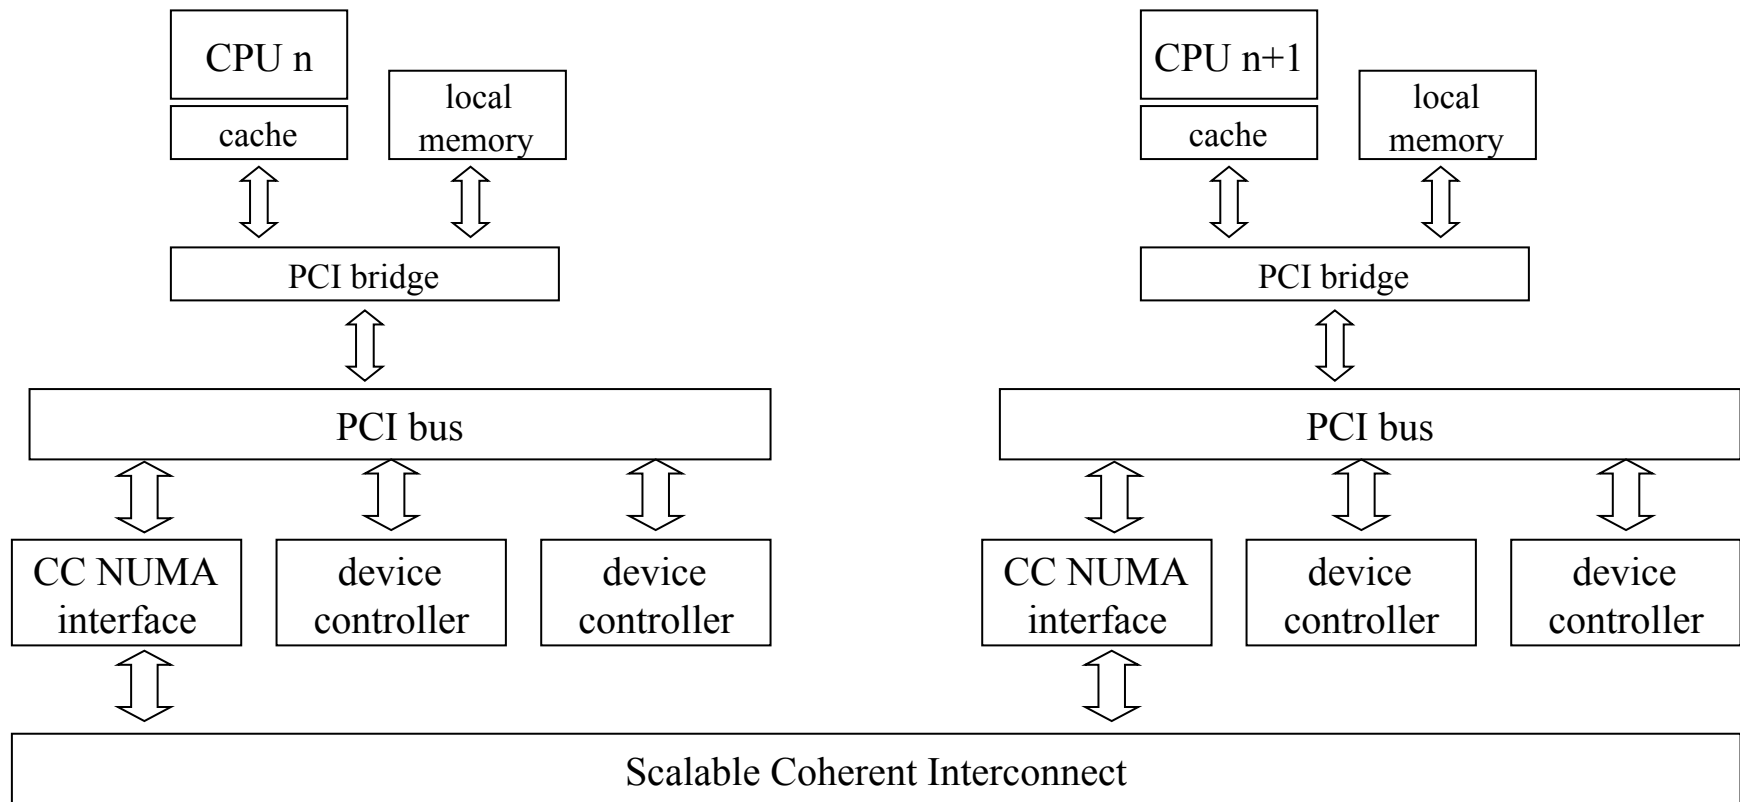 CPU n
cache
local
memory
PCI bridge
PCI bus
CC NUMA
interface
device
controller
device
controller
CPU n+1
cache
local
memory
PCI bridge
PCI bus
CC NUMA
interface
device
controller
device
controller
Scalable Coherent Interconnect